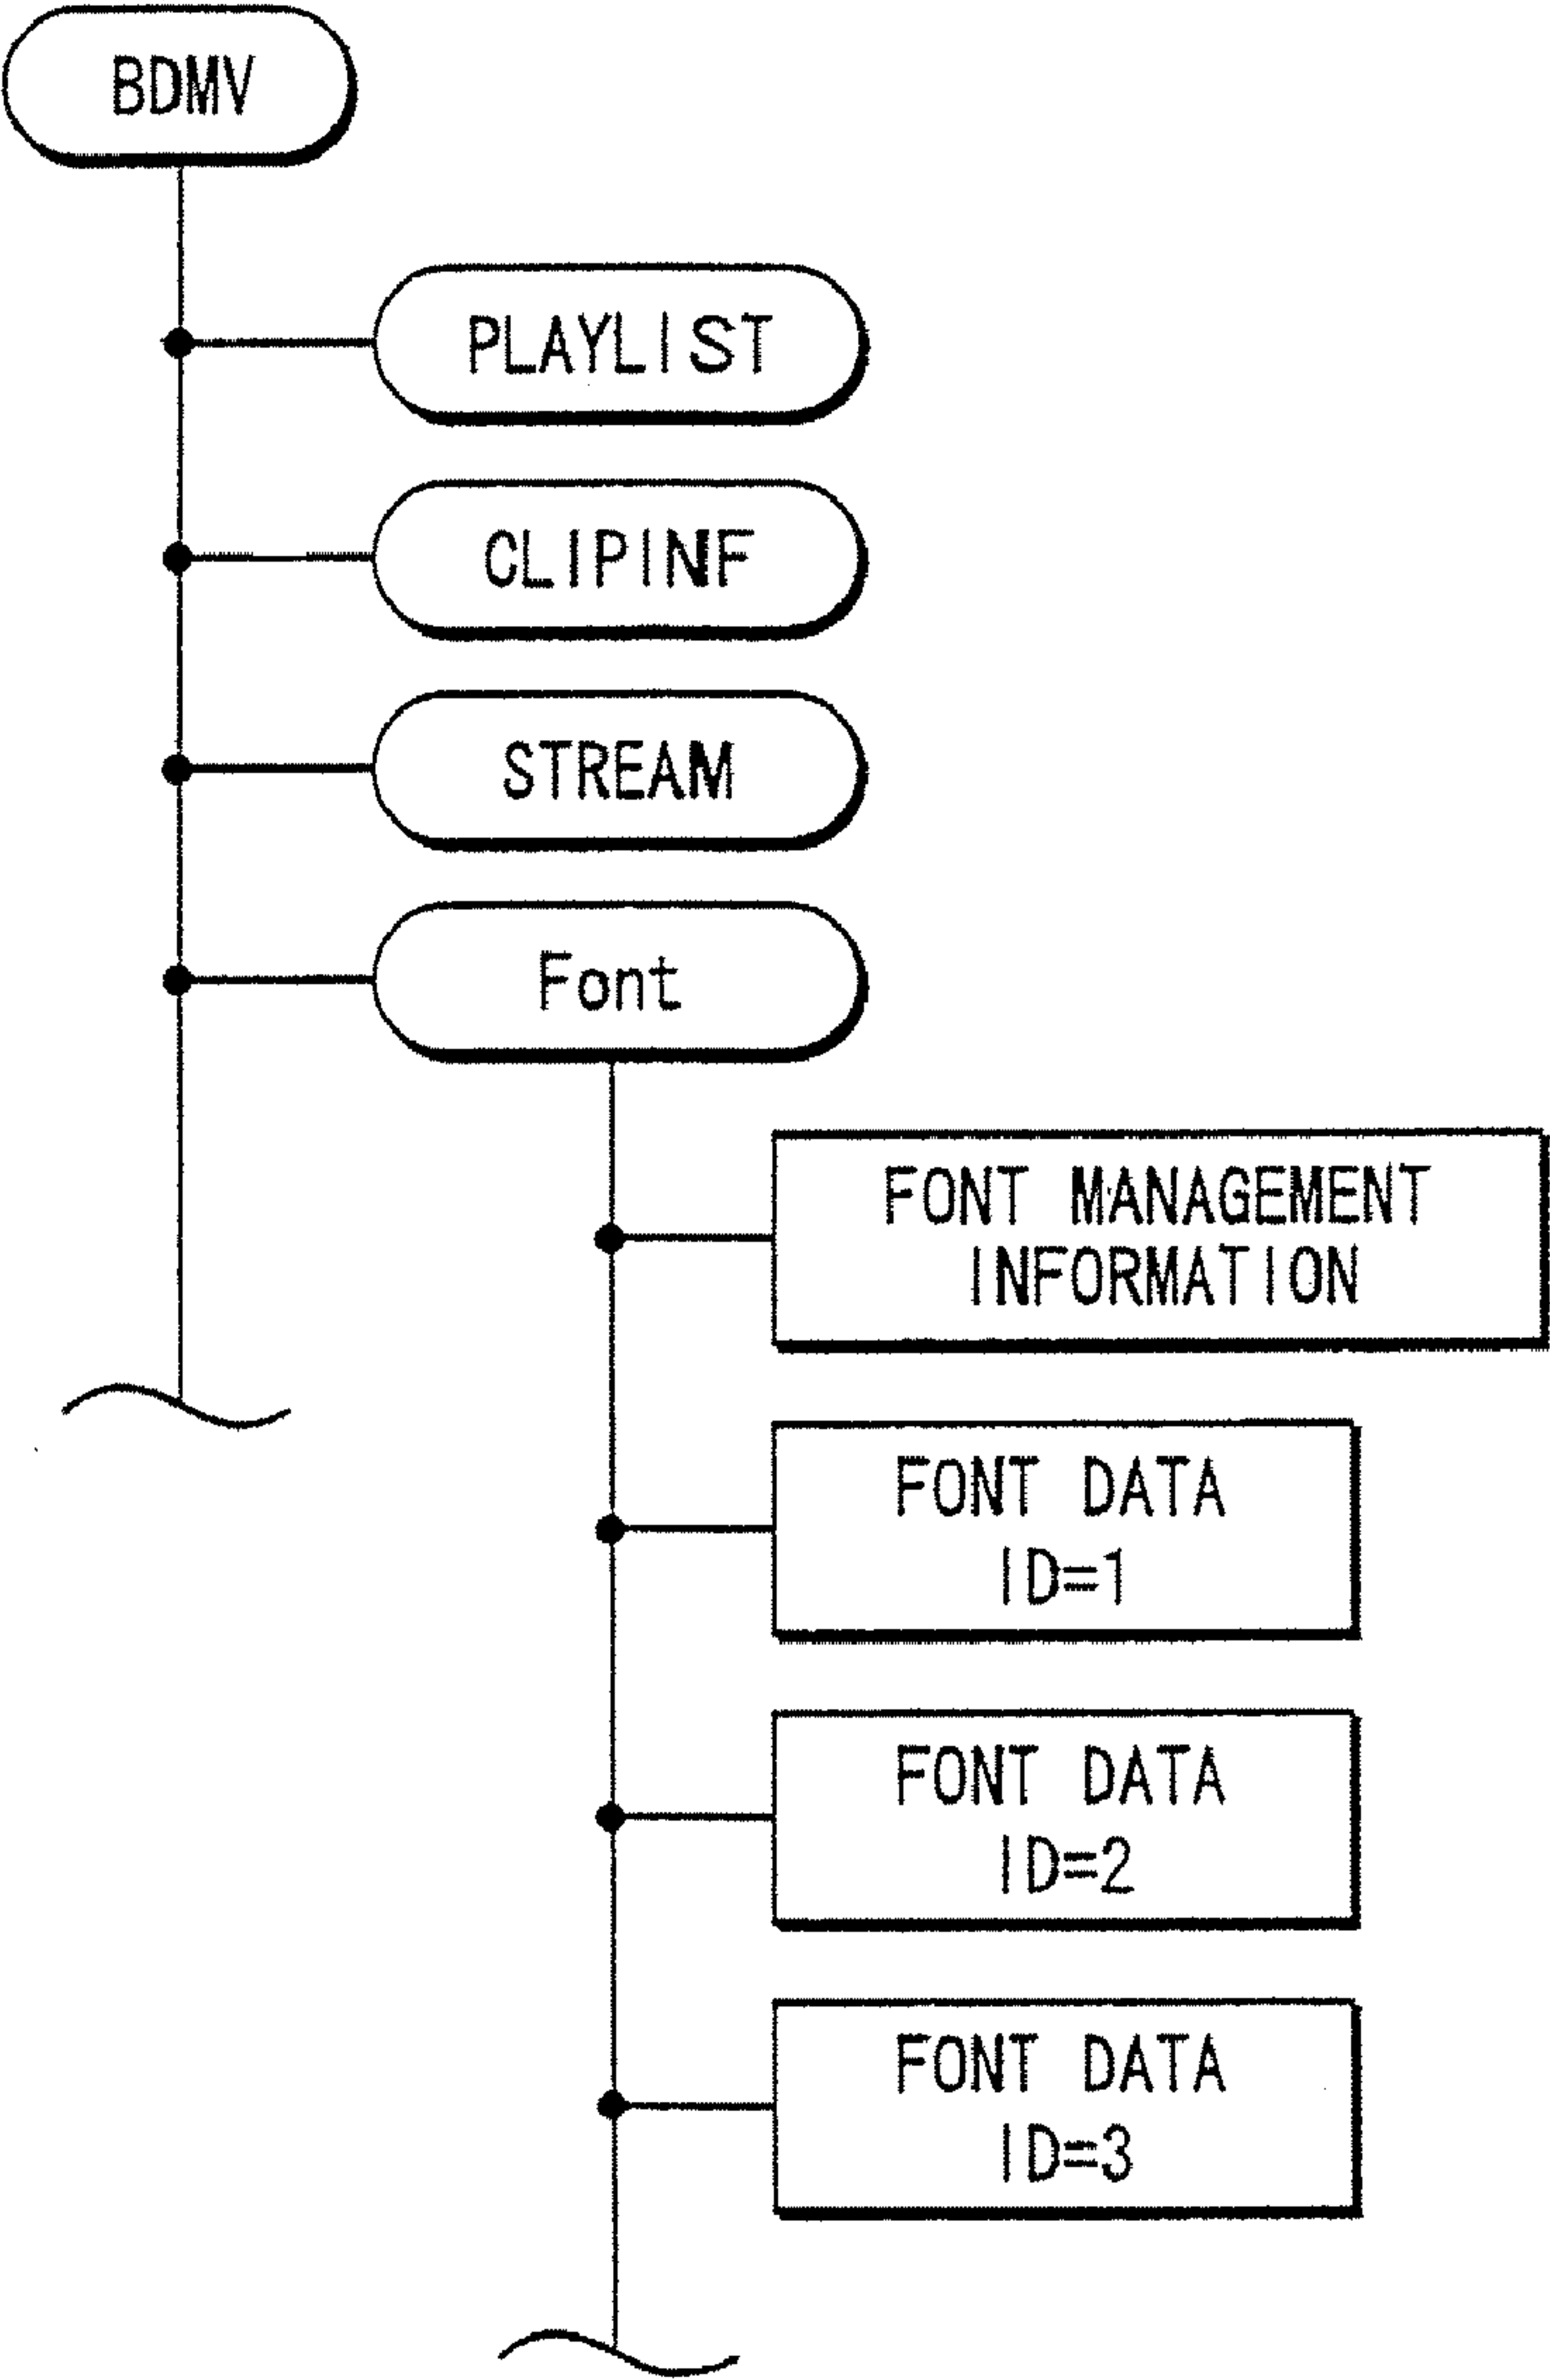 BDMV
PLAYLIST
CLIPINF
STREAM
Font
FONT MANAGEMENT
INFORMATION
FONT DATA
ID=1
FONT DATA
ID=2
FONT DATA
ID=3